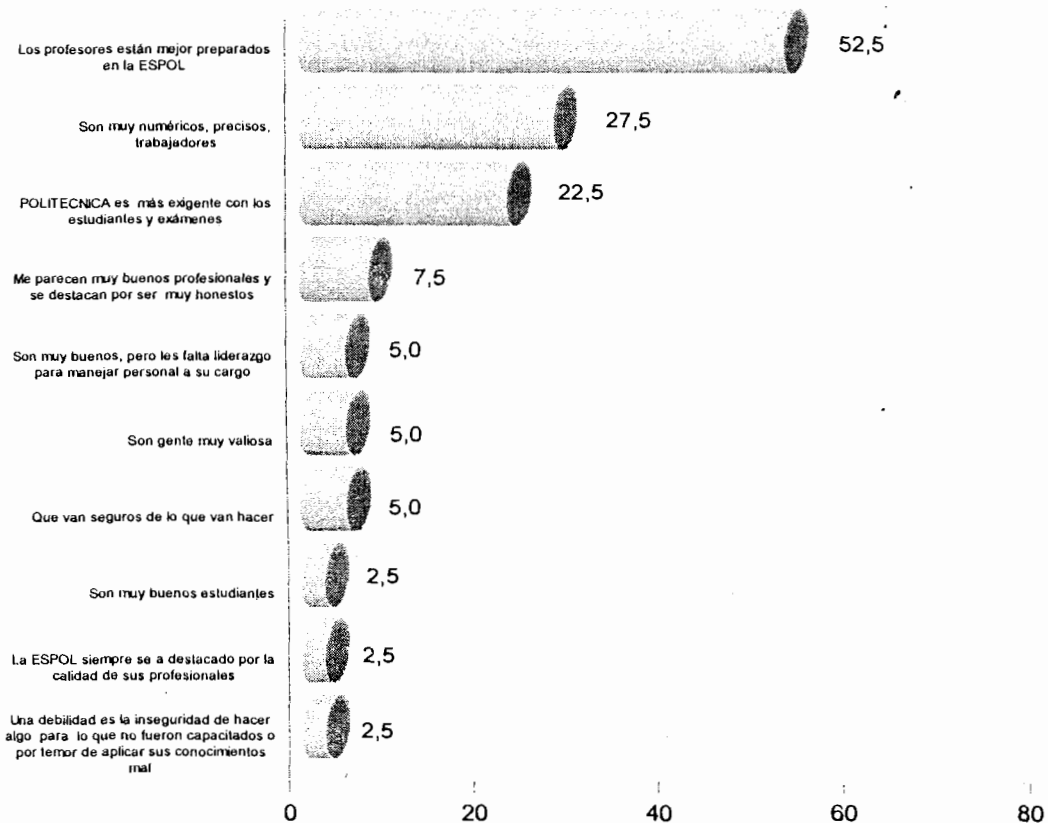 Los profesores están mejor preparados
en la ESPOL
52,5
Son muy numéricos, precisos,
trabajadores
27,5
POLITECNICA es más exigente con los
estudiantes y exámenes
22,5
Me parecen muy buenos profesionales y
se destacan por ser muy honestos
7,5
Son muy buenos, pero les falta liderazgo
para manejar personal a su cargo
5,0
Son gente muy valiosa
5,0
Que van seguros de lo que van hacer
5,0
Son muy buenos estudiantes
2,5
La ESPOL siempre se a destacado por la
calidad de sus profesionales
2,5
Una debilidad es la inseguridad de hacer
algo para lo que no fueron capacitados o
por temor de aplicar sus conocimientos
mal
2,5
0 20 40 60 80